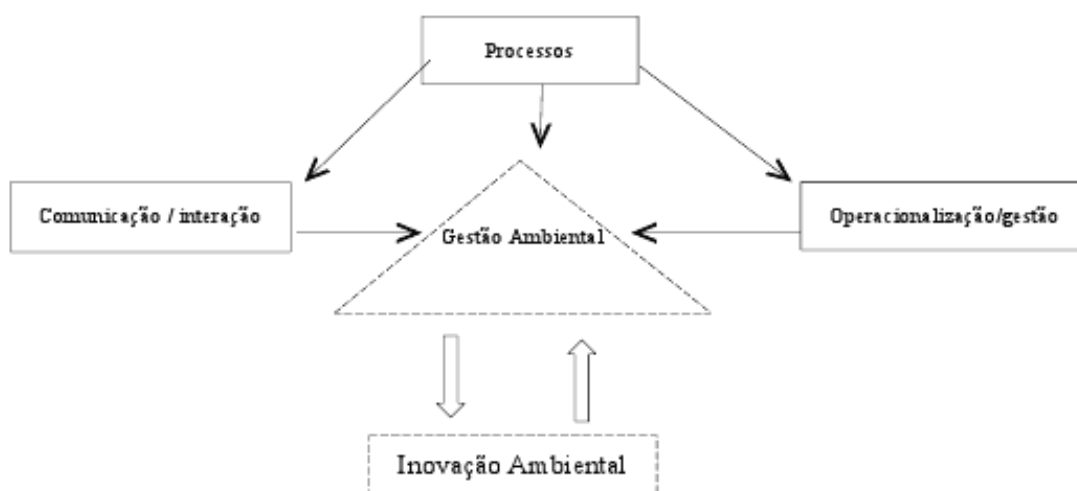 Processos
Comunicação / interação
Operacionalização/gestão
Gestão Ambiental
Inovação Ambiental